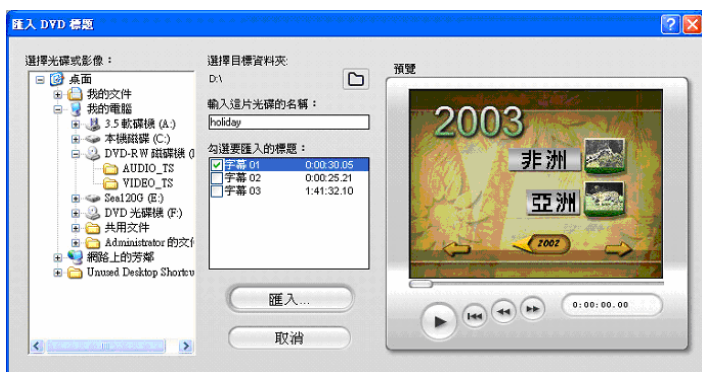 匯入 DVD 標題
選擇光碟或影像：
桌面
我的文件
我的電腦
3.5 軟碟機 (A:)
本機磁碟 (C:)
DVD-RW 磁碟機 (I
AUDIO_TS
VIDEO_TS
Sea120G (E:)
DVD 光碟機 (F:)
共用文件
Administrator 的文件
網路上的芳鄰
Unused Desktop Shortcu
選擇目標資料夾:
D:\
輸入這片光碟的名稱：
holiday
勾選要匯入的標題：
字幕 01 0:00:30.05
字幕 02 0:00:25.21
字幕 03 1:41:32.10
匯入...
取消
預覽
2003
非洲
亞洲
2002
0:00:00.00